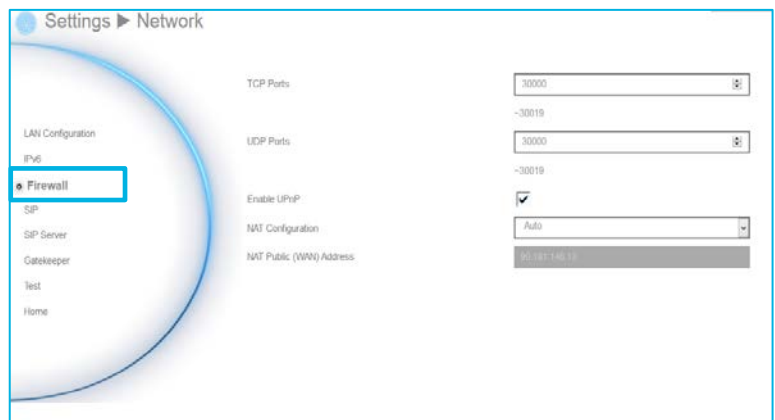 Settings ▶ Network
TCP Ports
30000
~30019
UDP Ports
30000
~30019
Enable UPnP
NAT Configuration
Auto
NAT Public (WAN) Address
LAN Configuration
IPv6
Firewall
SIP
SIP Server
Gatekeeper
Test
Home